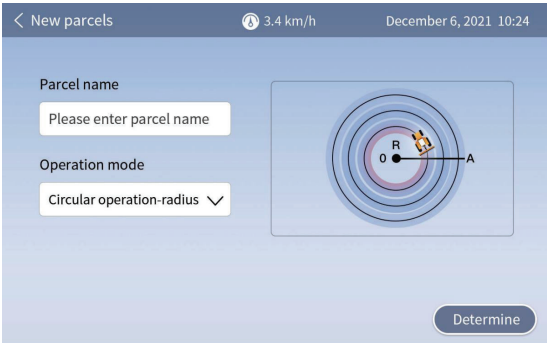 New parcels
3.4 km/h
December 6, 2021 10:24
Parcel name
Please enter parcel name
Operation mode
Circular operation-radius
R
0
A
Determine